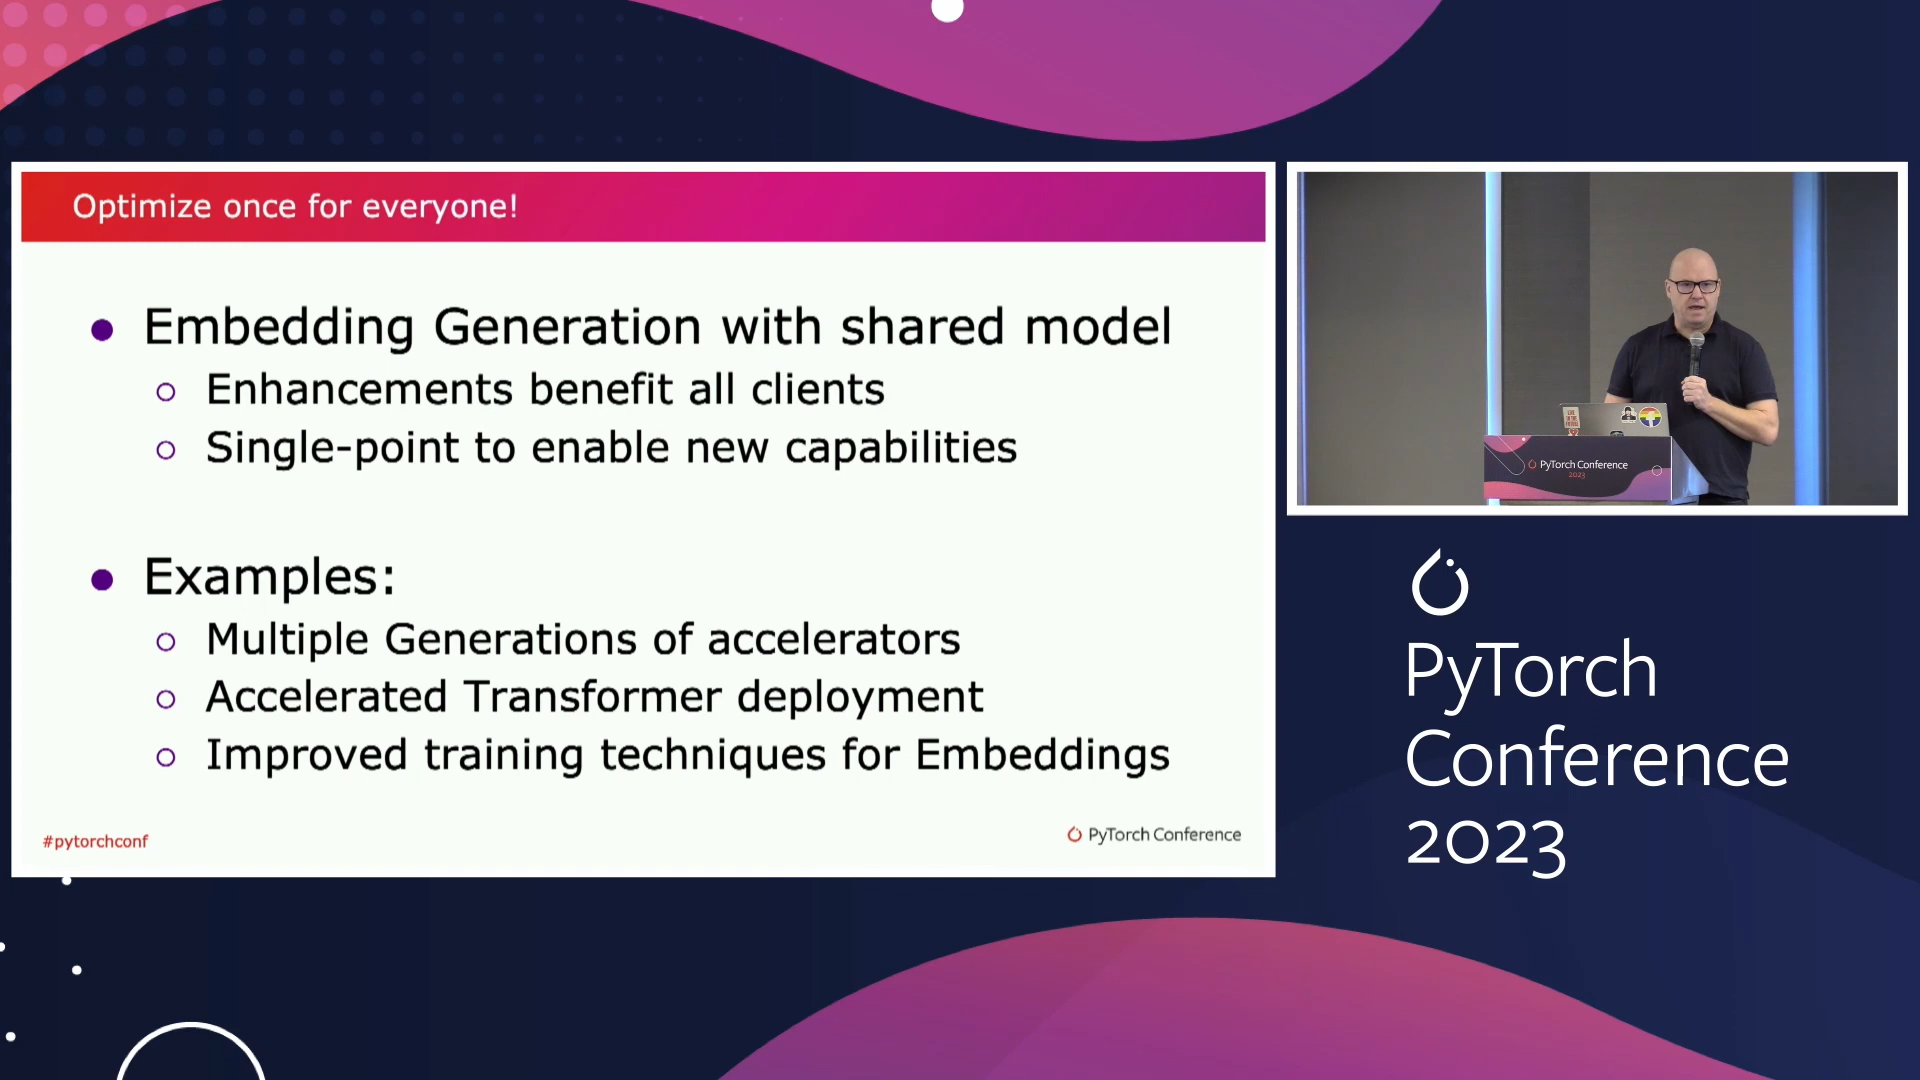 Optimize once for everyone!
Embedding Generation with shared model
Enhancements benefit all clients
Single-point to enable new capabilities
Examples:
Multiple Generations of accelerators
Accelerated Transformer deployment
Improved training techniques for Embeddings
#pytorchconf
PyTorch Conference
PyTorch Conference
2023
PyTorch
Conference
2023